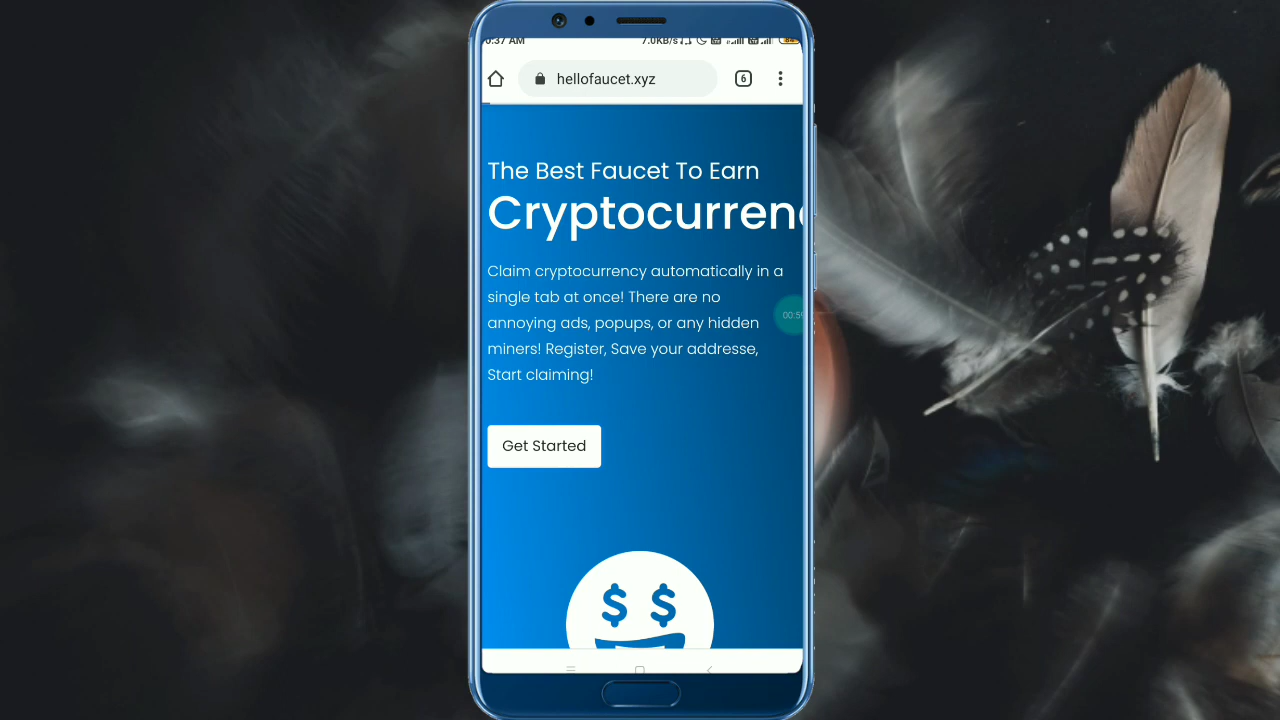 :37 AM 7.0KB/s
hellofaucet.xyz
6
The Best Faucet To Earn
Cryptocurrenc
Claim cryptocurrency automatically in a
single tab at once! There are no
annoying ads, popups, or any hidden
miners! Register, Save your addresse,
Start claiming!
Get Started
$ $